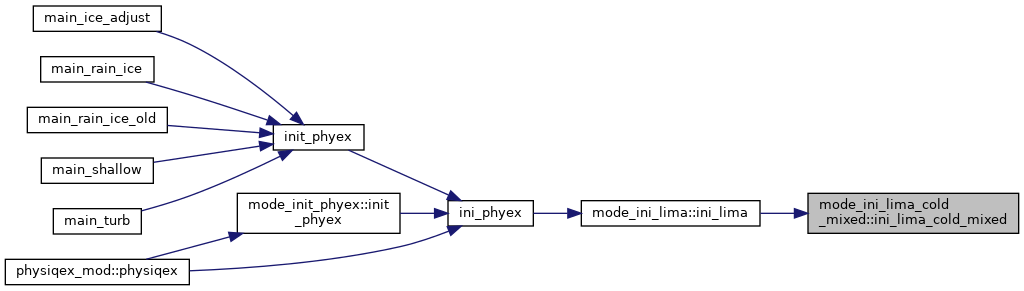 main_ice_adjust
main_rain_ice
main_rain_ice_old
main_shallow
main_turb
physiqex_mod::physiqex
init_phyex
mode_init_phyex::init
_phyex
ini_phyex
mode_ini_lima::ini_lima
mode_ini_lima_cold
_mixed::ini_lima_cold_mixed